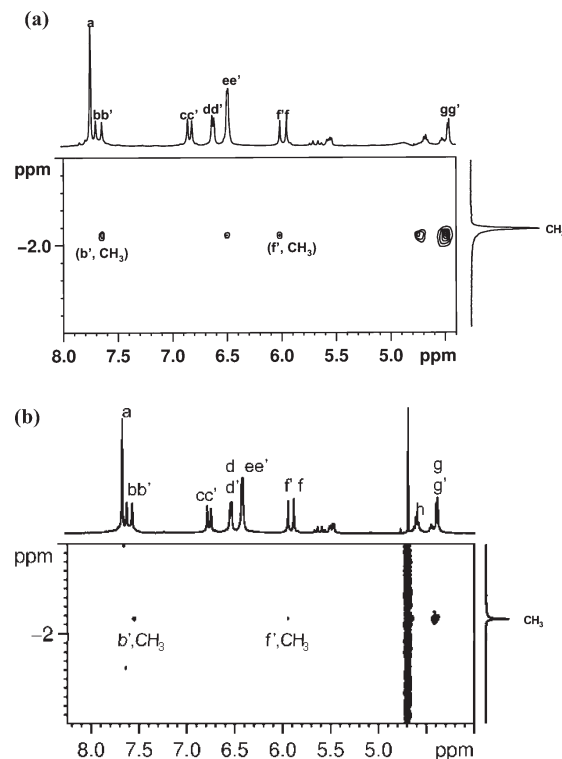 (a)
a
bb'
cc'
dd'
ee'
f'f
gg'
ppm
−2.0
(b', CH₃)
(f', CH₃)
8.0 7.5 7.0 6.5 6.0 5.5 5.0 ppm
(b)
a
bb'
cc'
d
d'
ee'
f' f
h
g
g'
ppm
−2
b',CH₃
f',CH₃
CH₃
8.0 7.5 7.0 6.5 6.0 5.5 5.0 ppm